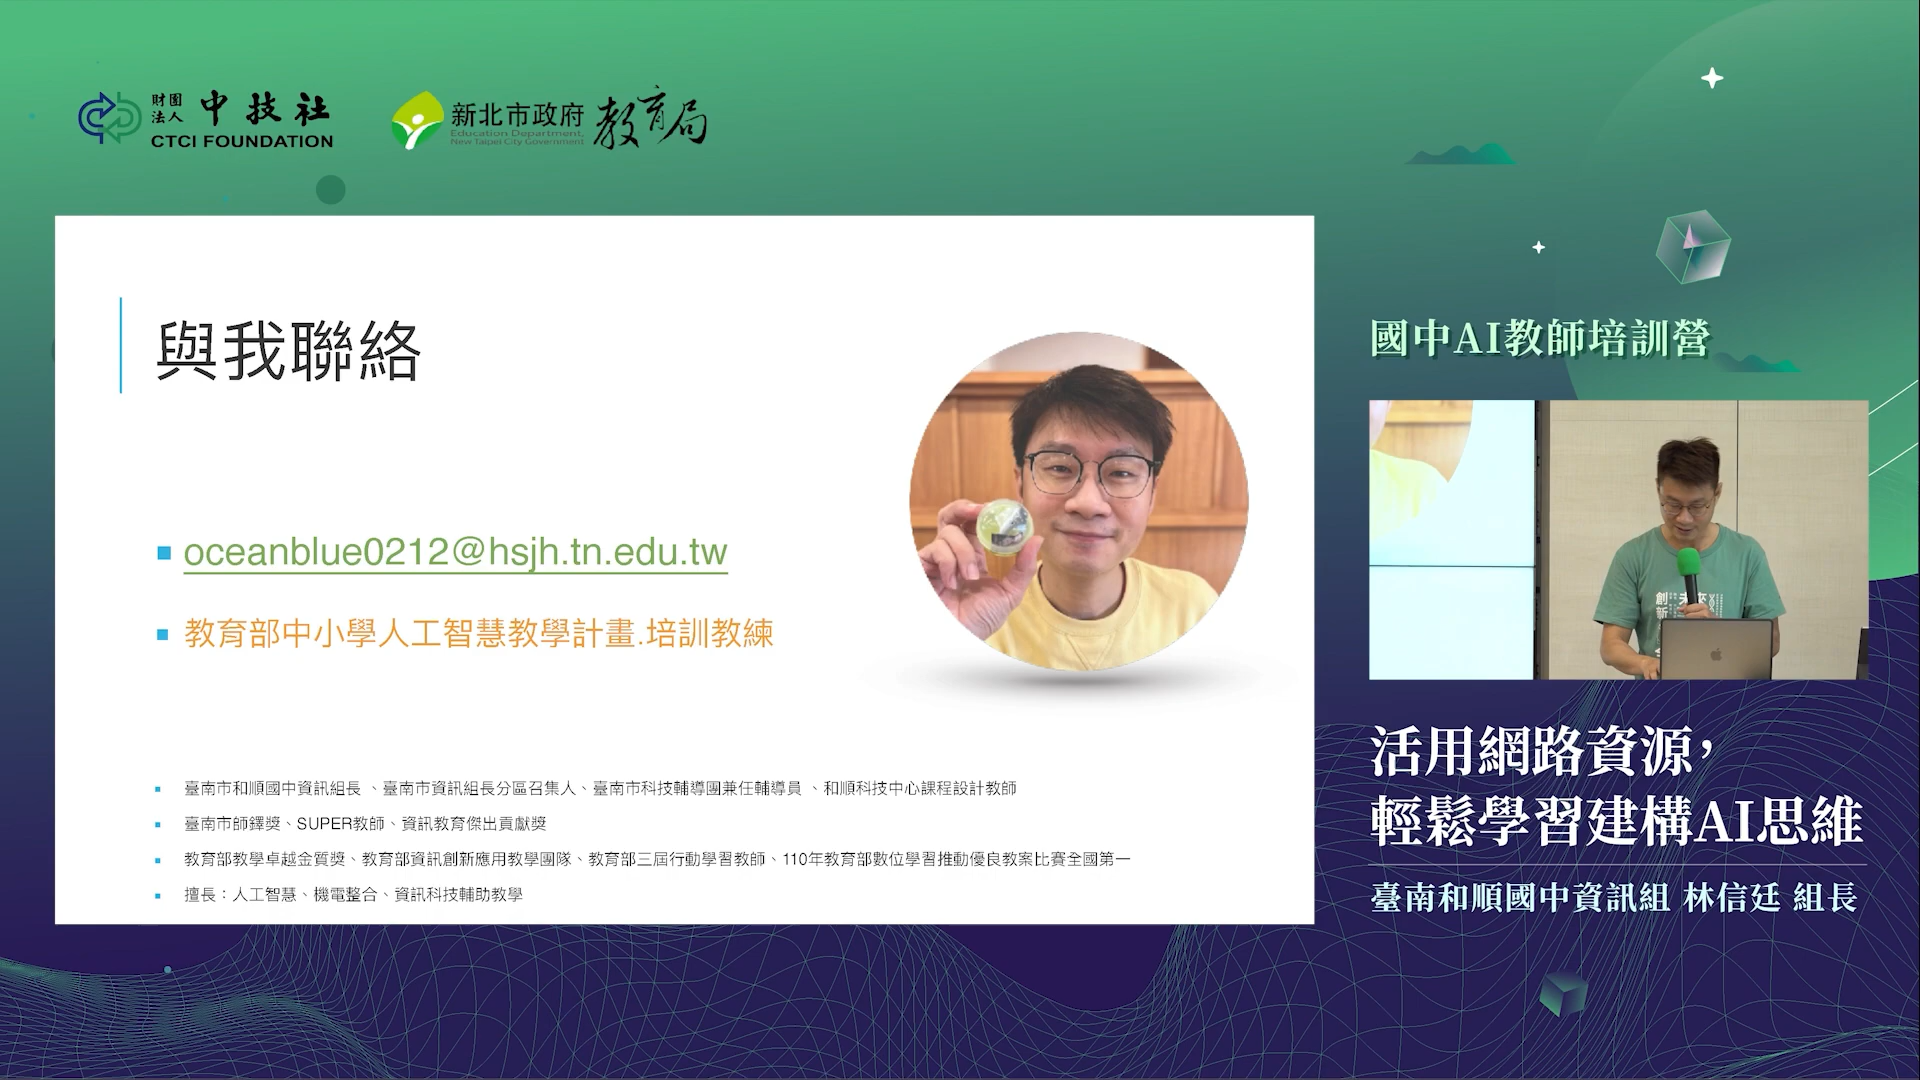 財團法人 中技社
CTCI FOUNDATION
新北市政府 教育局
Education Department,
New Taipei City Government
與我聯絡
oceanblue0212@hsjh.tn.edu.tw
教育部中小學人工智慧教學計畫.培訓教練
臺南市和順國中資訊組長 、臺南市資訊組長分區召集人、臺南市科技輔導團兼任輔導員 、和順科技中心課程設計教師
臺南市師鐸獎、SUPER教師、資訊教育傑出貢獻獎
教育部教學卓越金質獎、教育部資訊創新應用教學團隊、教育部三屆行動學習教師、110年教育部數位學習推動優良教案比賽全國第一
擅長：人工智慧、機電整合、資訊科技輔助教學
國中AI教師培訓營
創新
未來
活用網路資源，
輕鬆學習建構AI思維
臺南和順國中資訊組 林信廷 組長